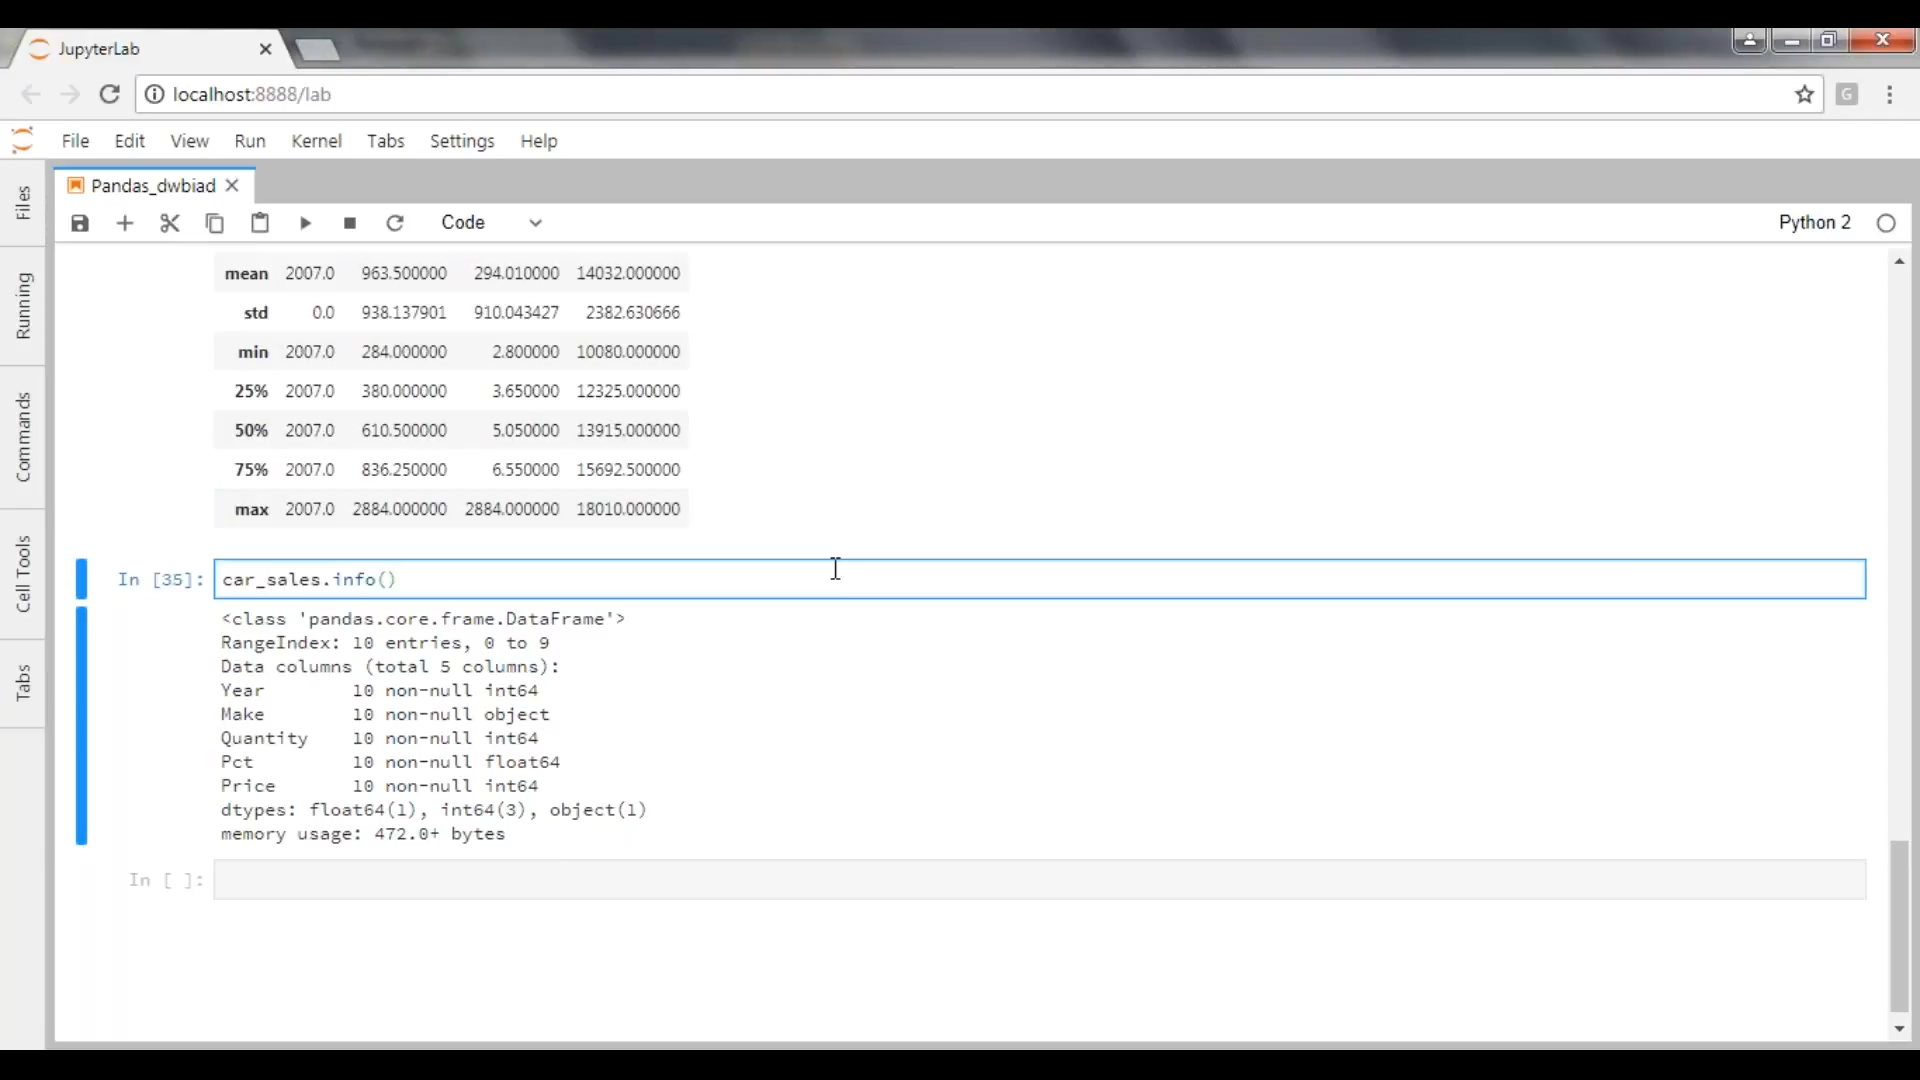 JupyterLab
localhost:8888/lab
G
File Edit View Run Kernel Tabs Settings Help
Files
Running
Commands
Cell Tools
Tabs
Pandas_dwbiad
Code
Python 2
mean 2007.0 963.500000 294.010000 14032.000000
std 0.0 938.137901 910.043427 2382.630666
min 2007.0 284.000000 2.800000 10080.000000
25% 2007.0 380.000000 3.650000 12325.000000
50% 2007.0 610.500000 5.050000 13915.000000
75% 2007.0 836.250000 6.550000 15692.500000
max 2007.0 2884.000000 2884.000000 18010.000000
In [35]: car_sales.info()
<class 'pandas.core.frame.DataFrame'>
RangeIndex: 10 entries, 0 to 9
Data columns (total 5 columns):
Year 10 non-null int64
Make 10 non-null object
Quantity 10 non-null int64
Pct 10 non-null float64
Price 10 non-null int64
dtypes: float64(1), int64(3), object(1)
memory usage: 472.0+ bytes
In [ ]: